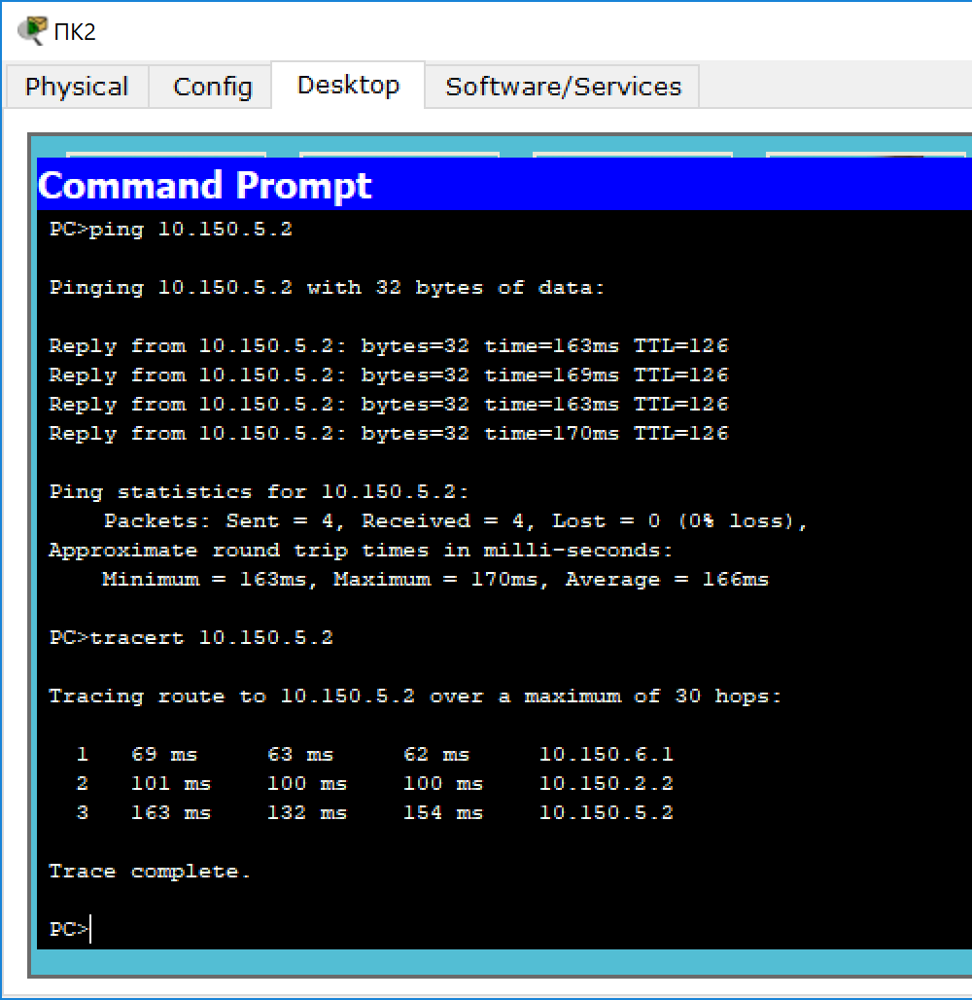 ПК2
Physical Config Desktop Software/Services
Command Prompt
PC>ping 10.150.5.2
Pinging 10.150.5.2 with 32 bytes of data:
Reply from 10.150.5.2: bytes=32 time=163ms TTL=126
Reply from 10.150.5.2: bytes=32 time=169ms TTL=126
Reply from 10.150.5.2: bytes=32 time=163ms TTL=126
Reply from 10.150.5.2: bytes=32 time=170ms TTL=126
Ping statistics for 10.150.5.2:
Packets: Sent = 4, Received = 4, Lost = 0 (0% loss),
Approximate round trip times in milli-seconds:
Minimum = 163ms, Maximum = 170ms, Average = 166ms
PC>tracert 10.150.5.2
Tracing route to 10.150.5.2 over a maximum of 30 hops:
1 69 ms 63 ms 62 ms 10.150.6.1
2 101 ms 100 ms 100 ms 10.150.2.2
3 163 ms 132 ms 154 ms 10.150.5.2
Trace complete.
PC>